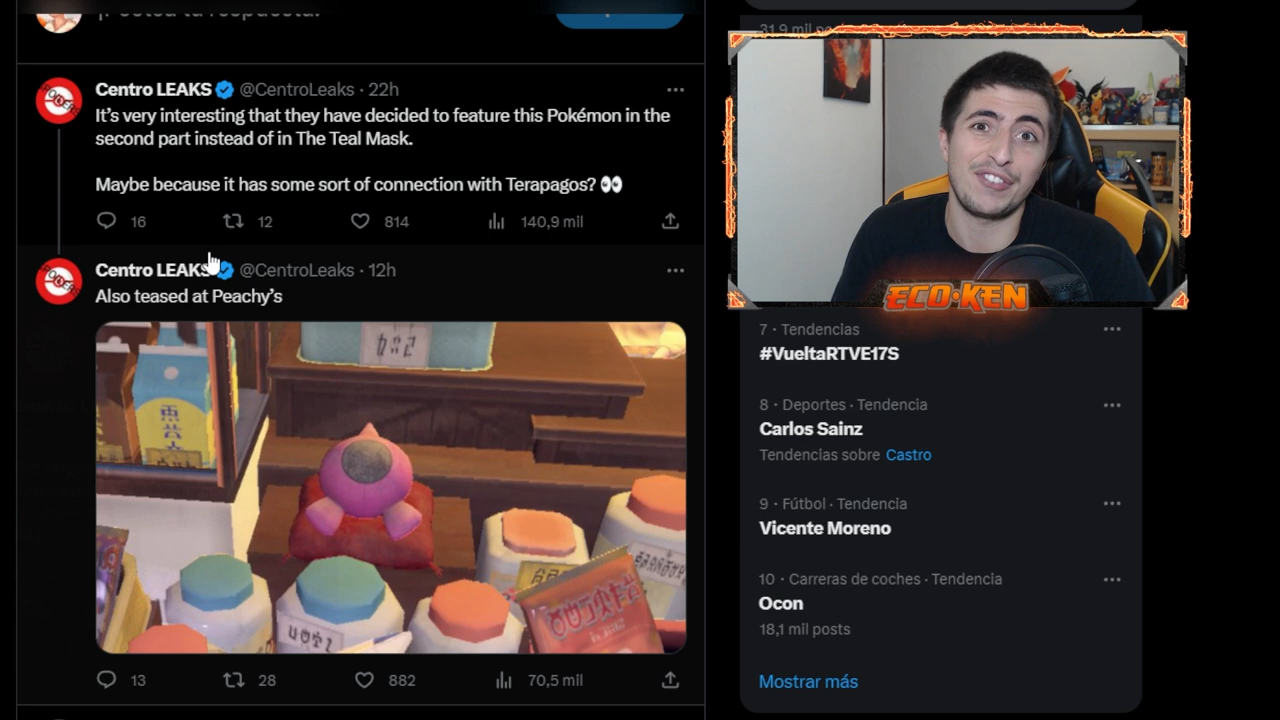 Centro LEAKS @CentroLeaks · 22h
It's very interesting that they have decided to feature this Pokémon in the
second part instead of in The Teal Mask.
Maybe because it has some sort of connection with Terapagos? 👀
16 12 814 140,9 mil
Centro LEAKS @CentroLeaks · 12h
Also teased at Peachy's
13 28 882 70,5 mil
ECO·KEN
7 · Tendencias
#VueltaRTVE17S
8 · Deportes · Tendencia
Carlos Sainz
Tendencias sobre Castro
9 · Fútbol · Tendencia
Vicente Moreno
10 · Carreras de coches · Tendencia
Ocon
18,1 mil posts
Mostrar más